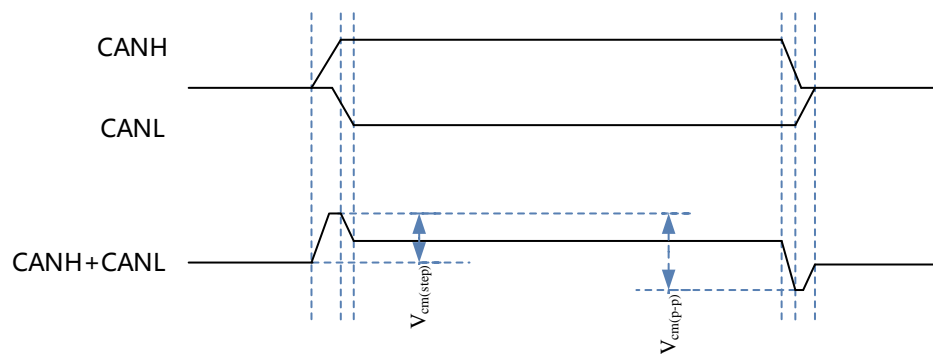 CANH
CANL
CANH+CANL
Vcm(step)
Vcm(p-p)